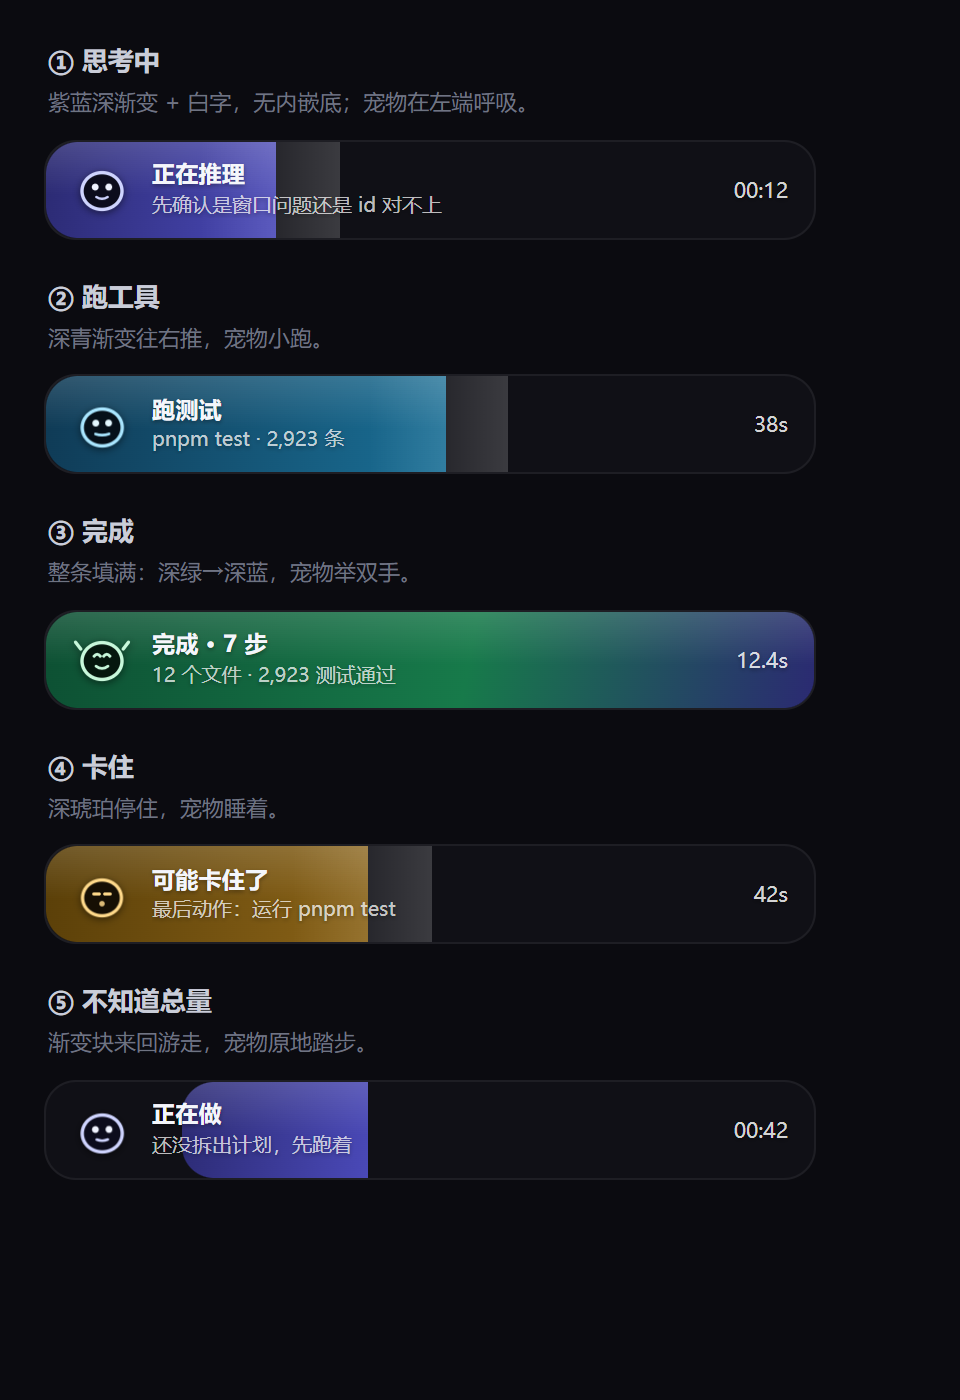 ① 思考中
紫蓝深渐变 + 白字，无内嵌底；宠物在左端呼吸。
正在推理
先确认是窗口问题还是 id 对不上
00:12
② 跑工具
深青渐变往右推，宠物小跑。
跑测试
pnpm test · 2,923 条
38s
③ 完成
整条填满：深绿→深蓝，宠物举双手。
完成 • 7 步
12 个文件 · 2,923 测试通过
12.4s
④ 卡住
深琥珀停住，宠物睡着。
可能卡住了
最后动作：运行 pnpm test
42s
⑤ 不知道总量
渐变块来回游走，宠物原地踏步。
正在做
还没拆出计划，先跑着
00:42